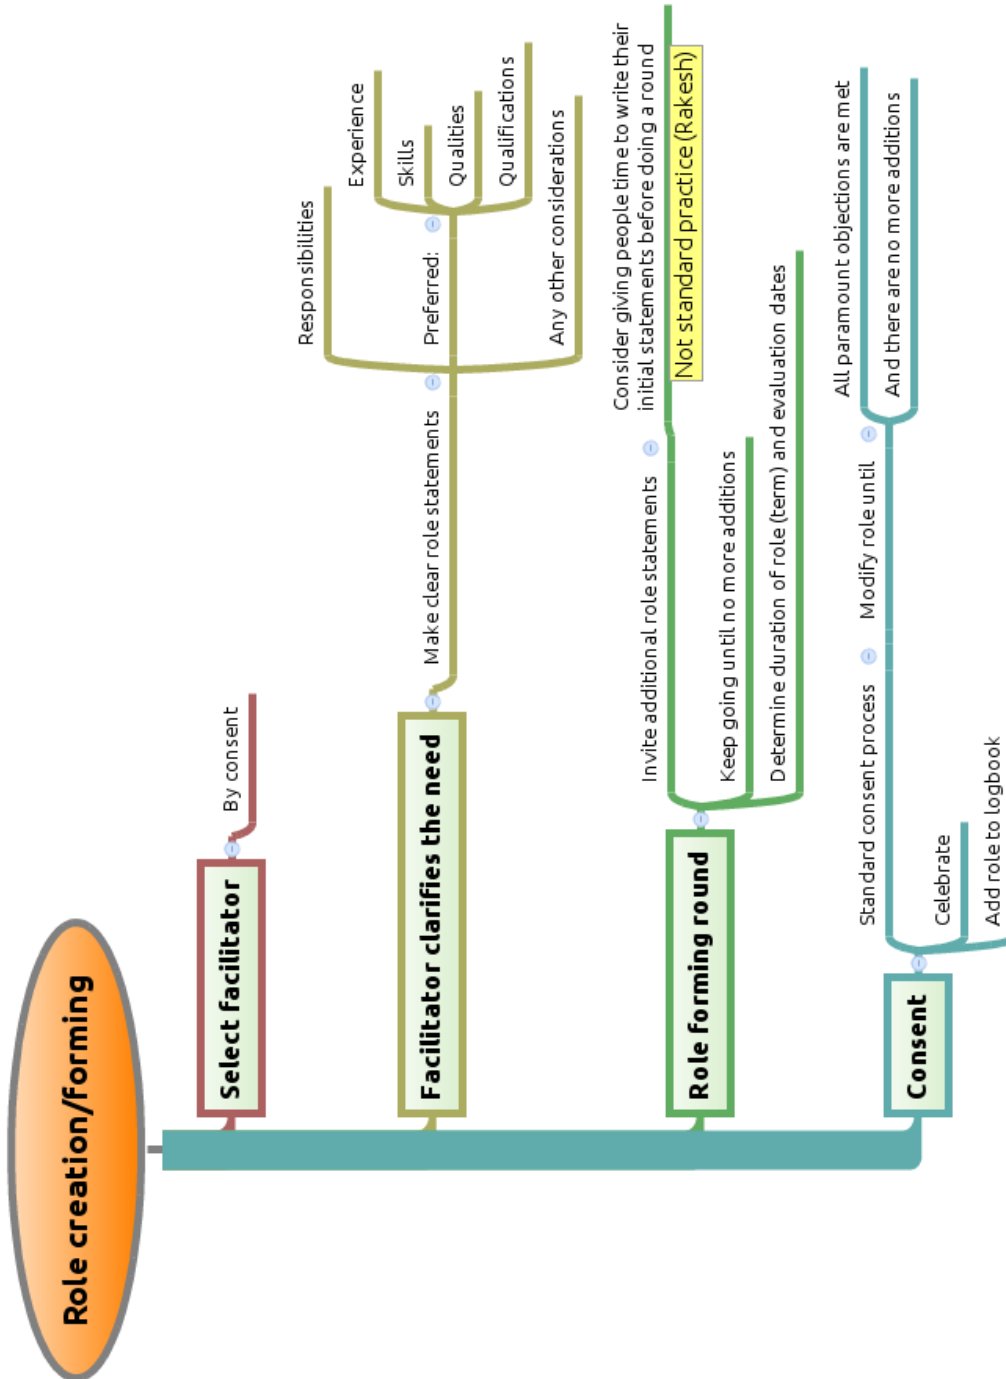 Role creation/forming
Select facilitator
By consent
Facilitator clarifies the need
Make clear role statements
Responsibilities
Preferred:
Experience
Skills
Qualities
Qualifications
Any other considerations
Role forming round
Invite additional role statements
Consider giving people time to write their
initial statements before doing a round
Not standard practice (Rakesh)
Keep going until no more additions
Determine duration of role (term) and evaluation dates
Consent
Standard consent process
Modify role until
All paramount objections are met
And there are no more additions
Celebrate
Add role to logbook